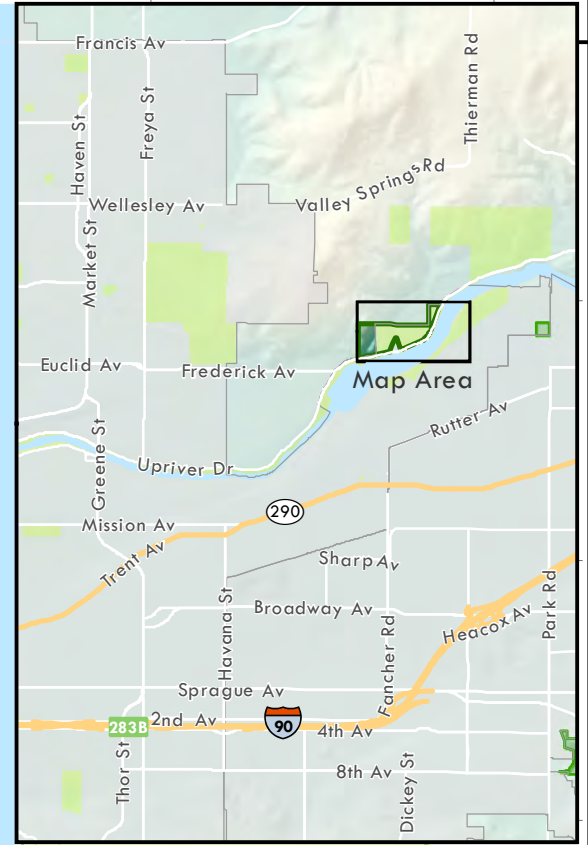 Francis Av
Thierman Rd
Freya St
Haven St
Valley Springs Rd
Wellesley Av
Market St
Euclid Av
Frederick Av
Map Area
Rutter Av
Greene St
Upriver Dr
290
Mission Av
Trent Av
Sharp Av
Havana St
Broadway Av
Fancher Rd
Heacox Av
Park Rd
Sprague Av
283B
2nd Av
90
4th Av
Thor St
8th Av
Dickey St